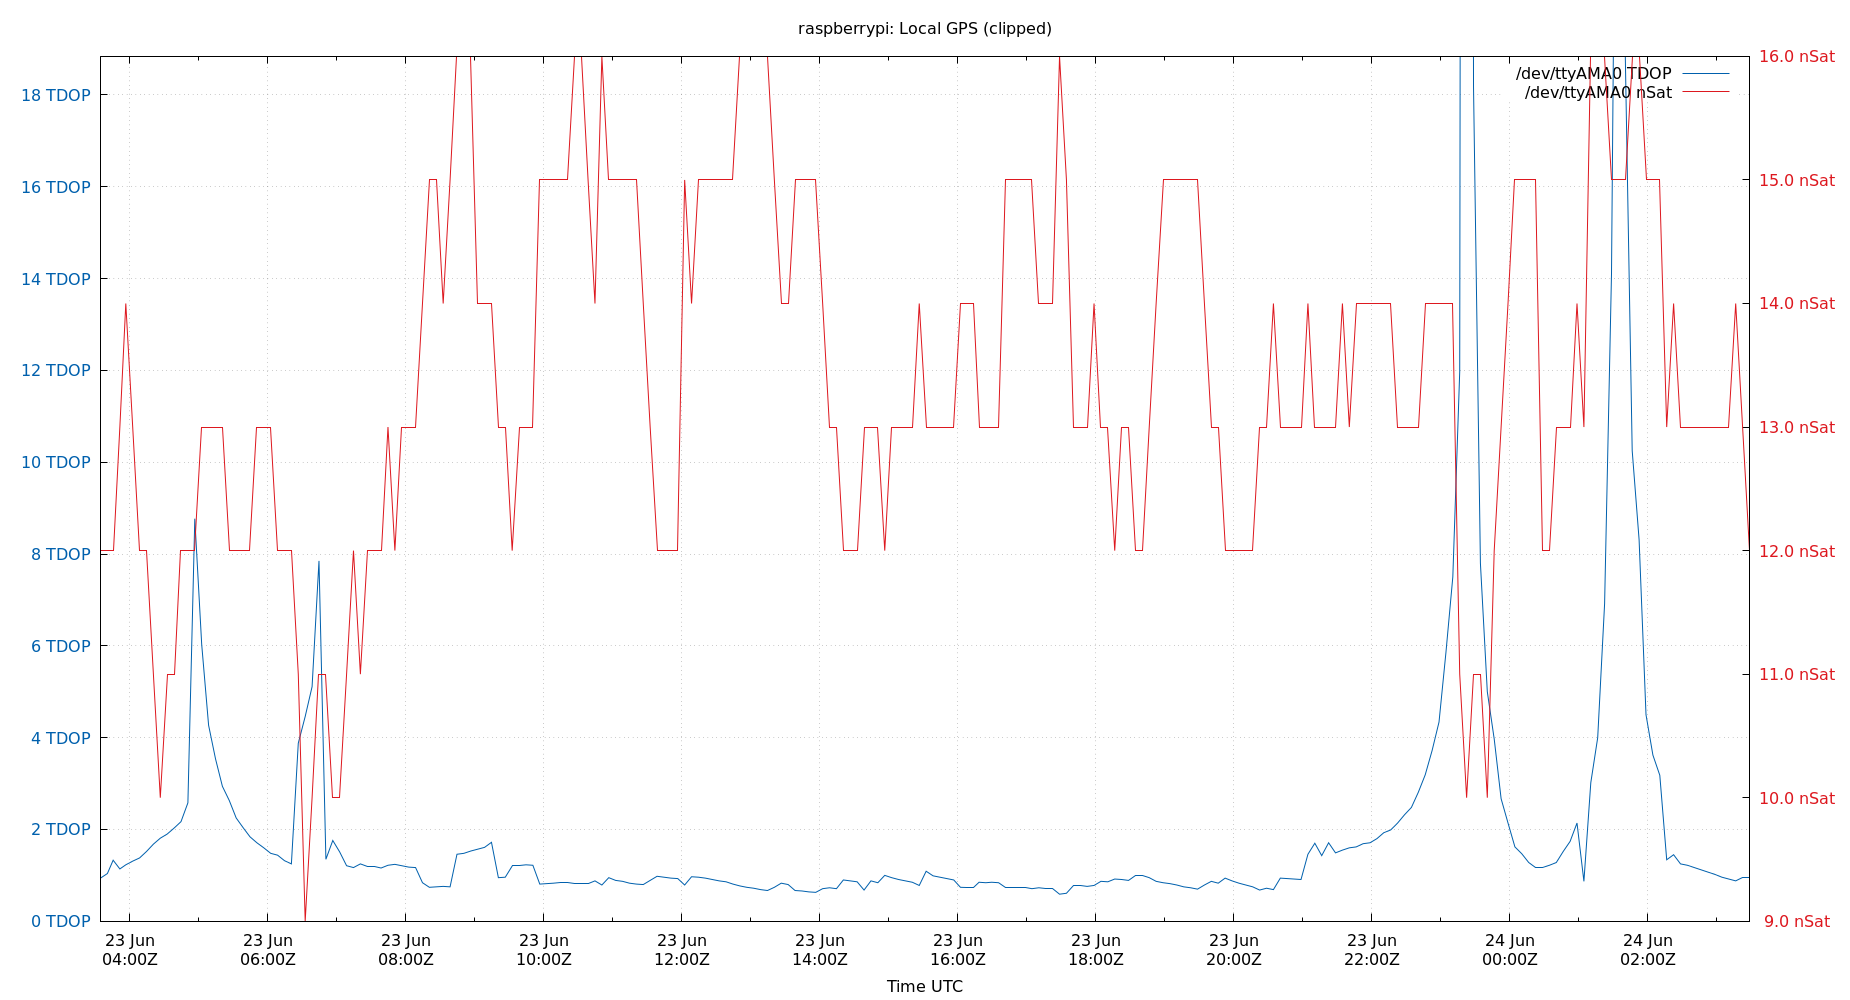 raspberrypi: Local GPS (clipped)
/dev/ttyAMA0 TDOP
/dev/ttyAMA0 nSat
18 TDOP
16 TDOP
14 TDOP
12 TDOP
10 TDOP
8 TDOP
6 TDOP
4 TDOP
2 TDOP
0 TDOP
16.0 nSat
15.0 nSat
14.0 nSat
13.0 nSat
12.0 nSat
11.0 nSat
10.0 nSat
9.0 nSat
23 Jun 23 Jun 23 Jun 23 Jun 23 Jun 23 Jun 23 Jun 23 Jun 23 Jun 23 Jun 24 Jun 24 Jun
04:00Z 06:00Z 08:00Z 10:00Z 12:00Z 14:00Z 16:00Z 18:00Z 20:00Z 22:00Z 00:00Z 02:00Z
Time UTC